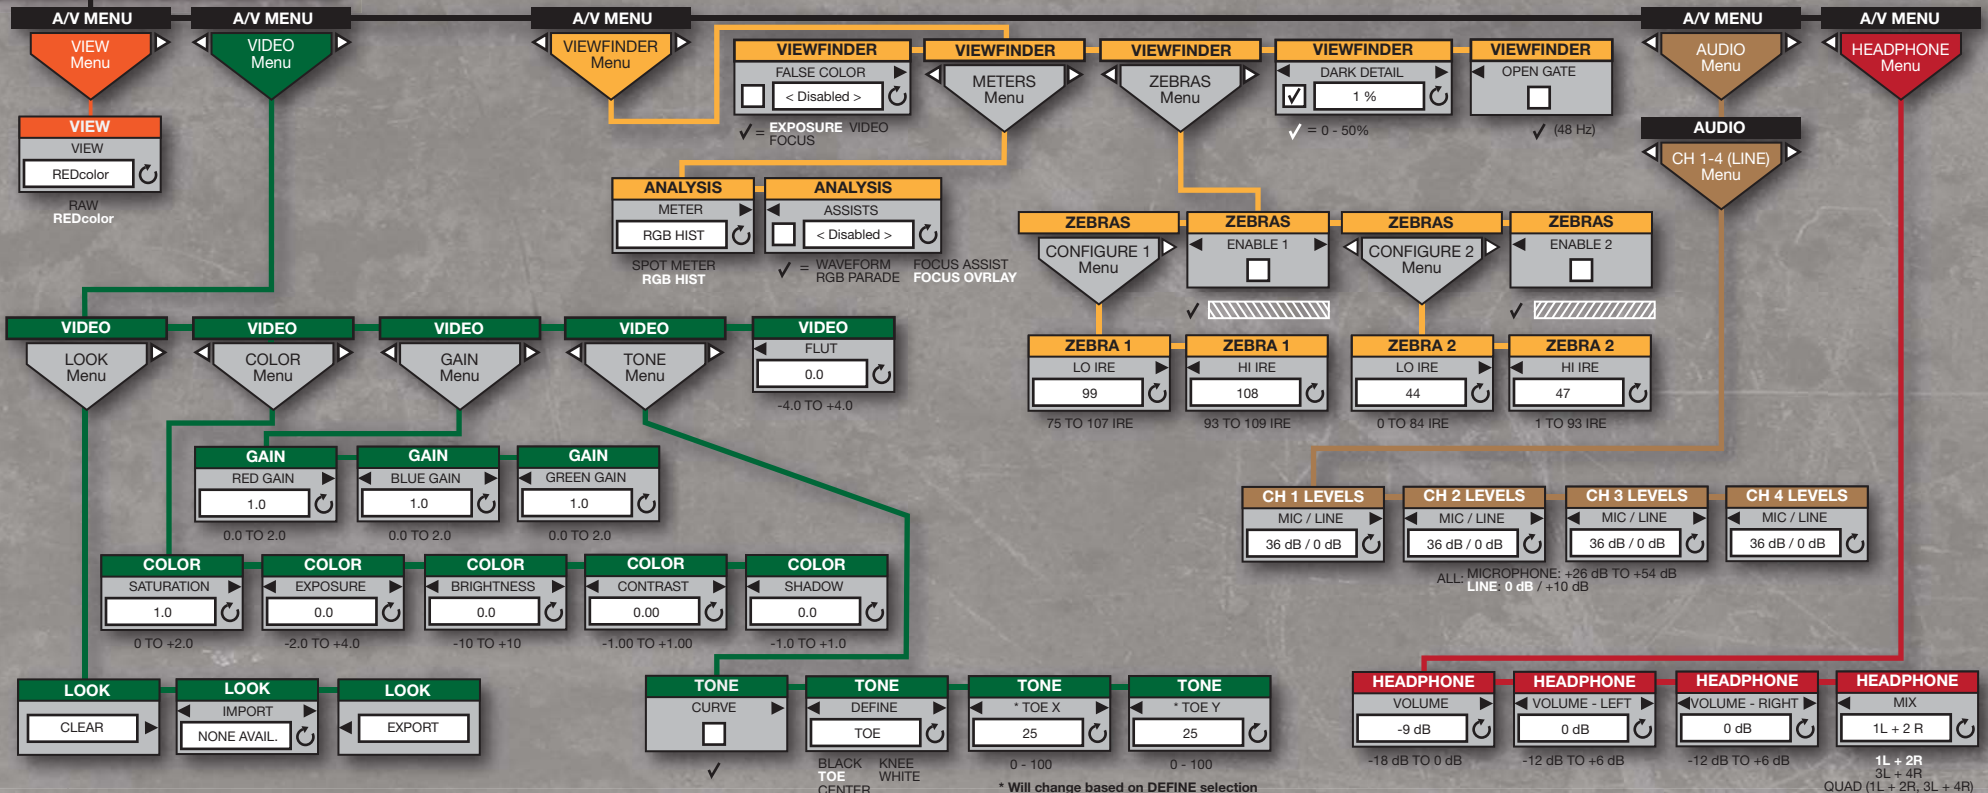 A/V MENU
VIEW
Menu
A/V MENU
VIDEO
Menu
A/V MENU
VIEWFINDER
Menu
A/V MENU
AUDIO
Menu
A/V MENU
HEADPHONE
Menu
VIEW
VIEW
REDcolor
RAW
REDcolor
VIEWFINDER
FALSE COLOR
< Disabled >
= EXPOSURE VIDEO
FOCUS
VIEWFINDER
METERS
Menu
VIEWFINDER
ZEBRAS
Menu
VIEWFINDER
DARK DETAIL
1 %
= 0 - 50%
VIEWFINDER
OPEN GATE
(48 Hz)
AUDIO
CH 1-4 (LINE)
Menu
ANALYSIS
METER
RGB HIST
SPOT METER
RGB HIST
ANALYSIS
ASSISTS
< Disabled >
= WAVEFORM FOCUS ASSIST
RGB PARADE FOCUS OVRLAY
ZEBRAS
CONFIGURE 1
Menu
ZEBRAS
ENABLE 1
ZEBRAS
CONFIGURE 2
Menu
ZEBRAS
ENABLE 2
VIDEO
LOOK
Menu
VIDEO
COLOR
Menu
VIDEO
GAIN
Menu
VIDEO
TONE
Menu
VIDEO
FLUT
0.0
-4.0 TO +4.0
ZEBRA 1
LO IRE
99
75 TO 107 IRE
ZEBRA 1
HI IRE
108
93 TO 109 IRE
ZEBRA 2
LO IRE
44
0 TO 84 IRE
ZEBRA 2
HI IRE
47
1 TO 93 IRE
GAIN
RED GAIN
1.0
0.0 TO 2.0
GAIN
BLUE GAIN
1.0
0.0 TO 2.0
GAIN
GREEN GAIN
1.0
0.0 TO 2.0
CH 1 LEVELS
MIC / LINE
36 dB / 0 dB
CH 2 LEVELS
MIC / LINE
36 dB / 0 dB
CH 3 LEVELS
MIC / LINE
36 dB / 0 dB
CH 4 LEVELS
MIC / LINE
36 dB / 0 dB
ALL: MICROPHONE: +26 dB TO +54 dB
LINE: 0 dB / +10 dB
COLOR
SATURATION
1.0
0 TO +2.0
COLOR
EXPOSURE
0.0
-2.0 TO +4.0
COLOR
BRIGHTNESS
0.0
-10 TO +10
COLOR
CONTRAST
0.00
-1.00 TO +1.00
COLOR
SHADOW
0.0
-1.0 TO +1.0
LOOK
CLEAR
LOOK
IMPORT
NONE AVAIL.
LOOK
EXPORT
TONE
CURVE
TONE
DEFINE
TOE
BLACK KNEE
TOE WHITE
CENTER
TONE
* TOE X
25
0 - 100
TONE
* TOE Y
25
0 - 100
* Will change based on DEFINE selection
HEADPHONE
VOLUME
-9 dB
-18 dB TO 0 dB
HEADPHONE
VOLUME - LEFT
0 dB
-12 dB TO +6 dB
HEADPHONE
VOLUME - RIGHT
0 dB
-12 dB TO +6 dB
HEADPHONE
MIX
1L + 2 R
1L + 2R
3L + 4R
QUAD (1L + 2R, 3L + 4R)